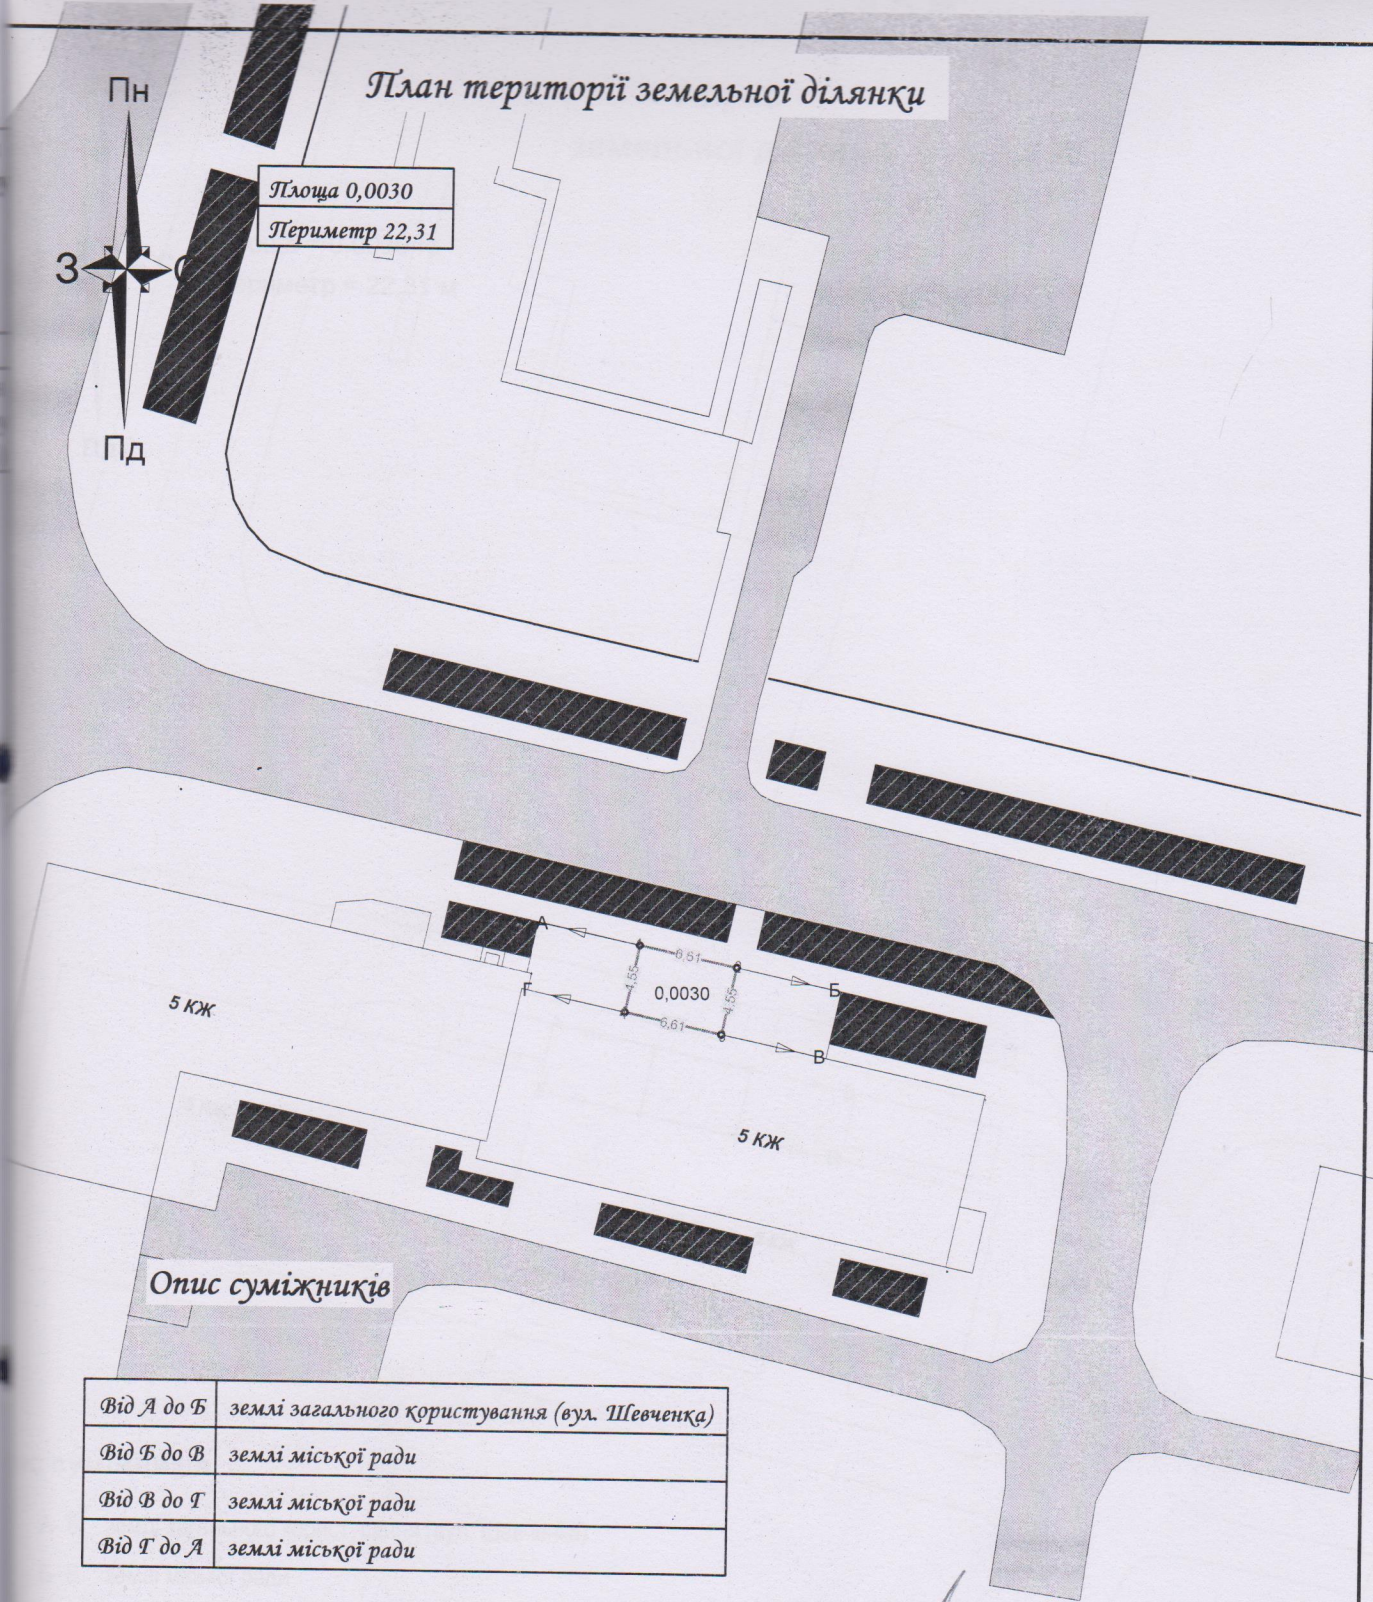 План території земельної ділянки
Пн
Площа 0,0030
Периметр 22,31
З
Пд
А
6,51
4,55
0,0030
4,55
Б
Г
6,61
В
5 КЖ
5 КЖ
Опис суміжників
Від А до Б землі загального користування (вул. Шевченка)
Від Б до В землі міської ради
Від В до Г землі міської ради
Від Г до А землі міської ради